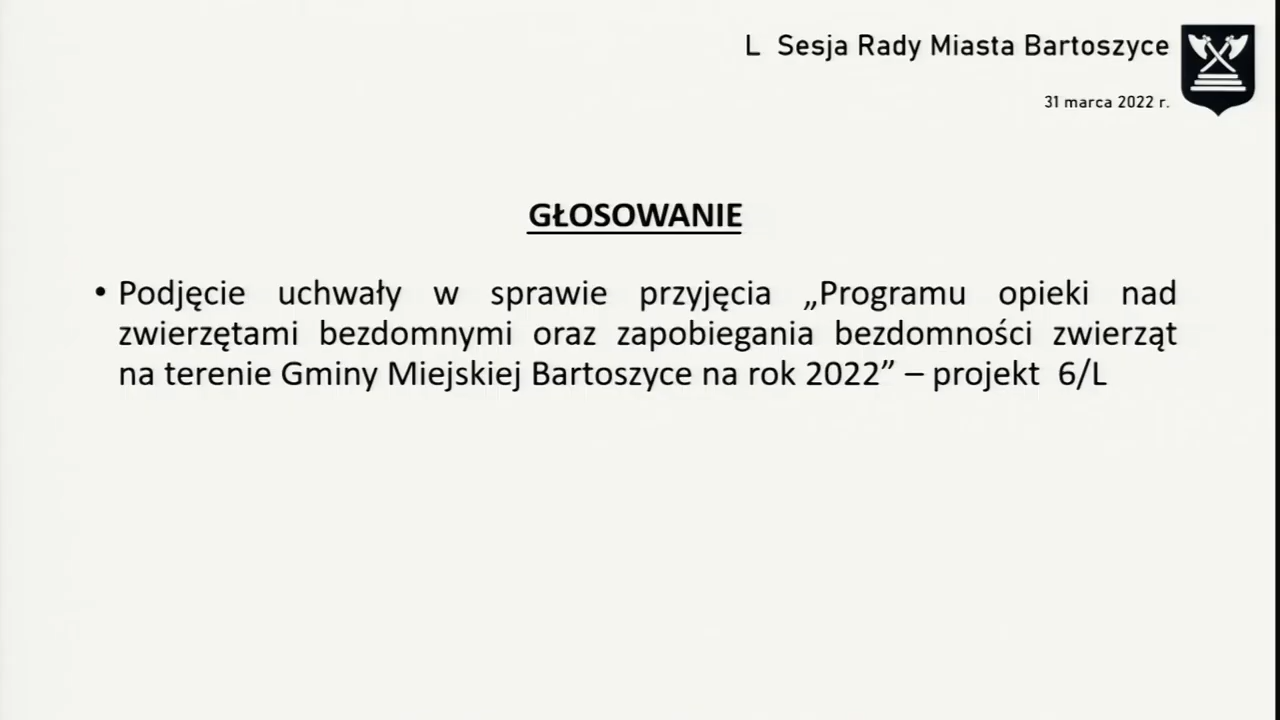 L Sesja Rady Miasta Bartoszyce
31 marca 2022 r.
GŁOSOWANIE
• Podjęcie uchwały w sprawie przyjęcia „Programu opieki nad
zwierzętami bezdomnymi oraz zapobiegania bezdomności zwierząt
na terenie Gminy Miejskiej Bartoszyce na rok 2022” – projekt 6/L